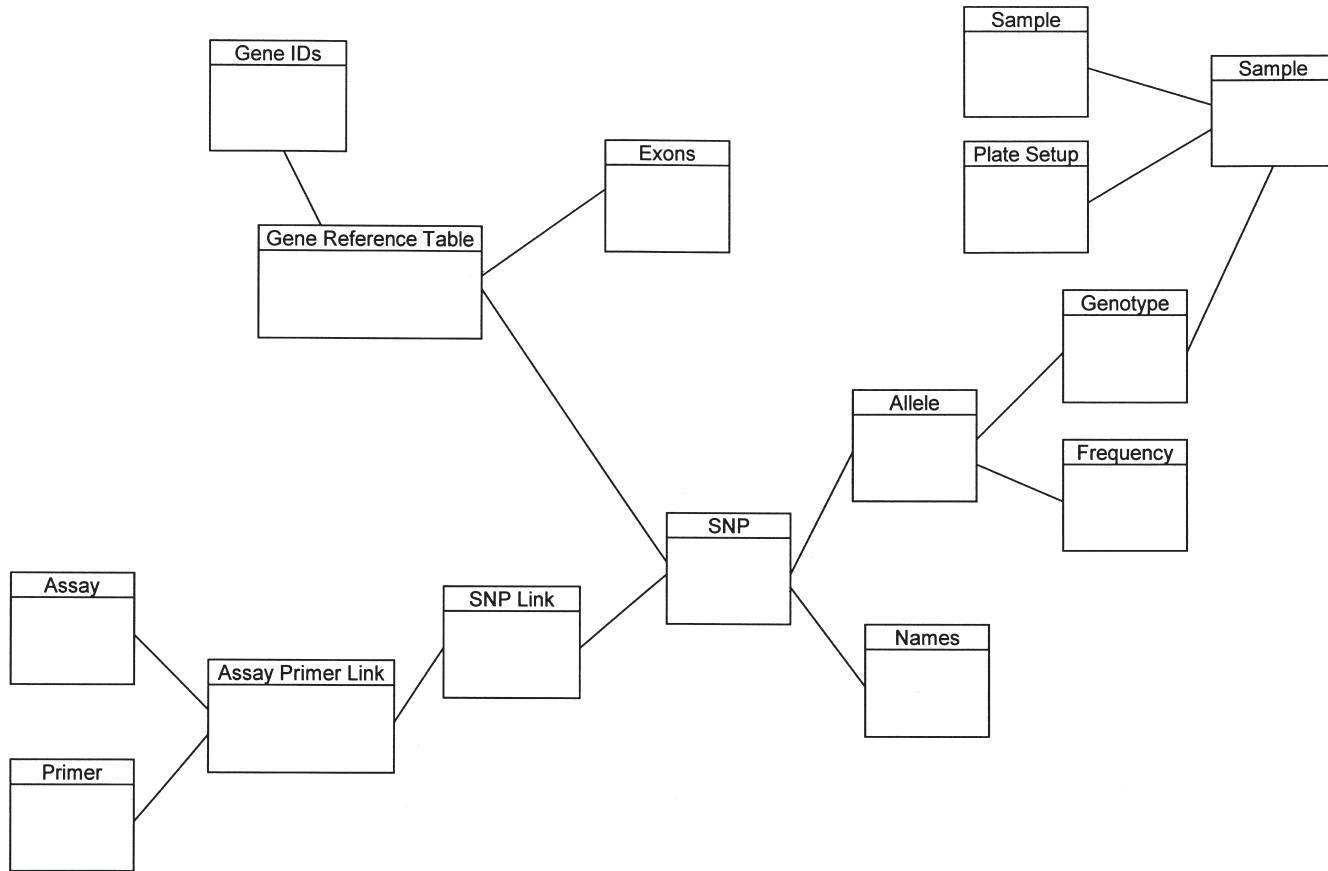 Sample
Gene IDs
Sample
Exons
Plate Setup
Gene Reference Table
Genotype
Allele
Frequency
SNP
Assay
SNP Link
Names
Assay Primer Link
Primer